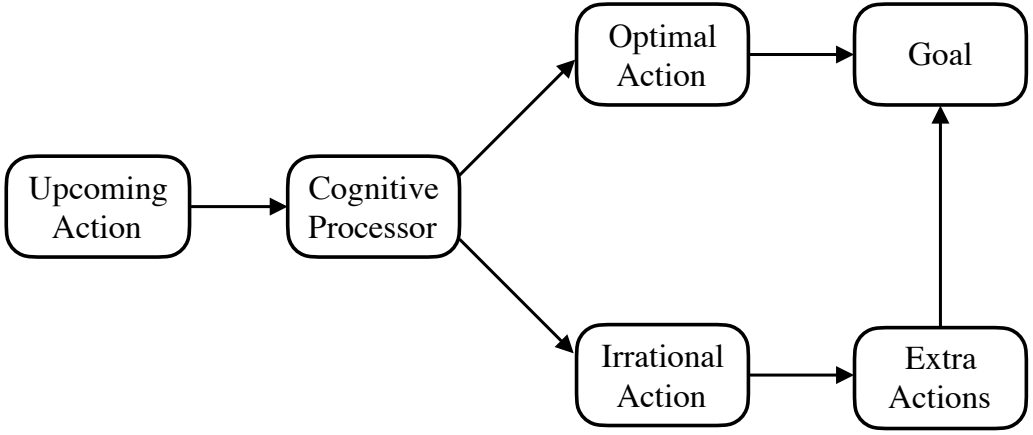 Optimal
Action
Goal
Upcoming
Action
Cognitive
Processor
Irrational
Action
Extra
Actions